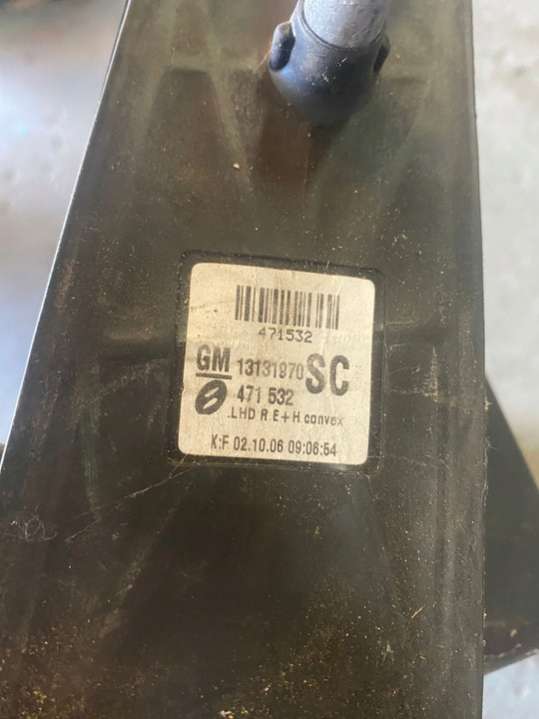 471532
GM 13131970 SC
471 532
.LHD R E+H convex
K:F 02.10.06 09:06:54